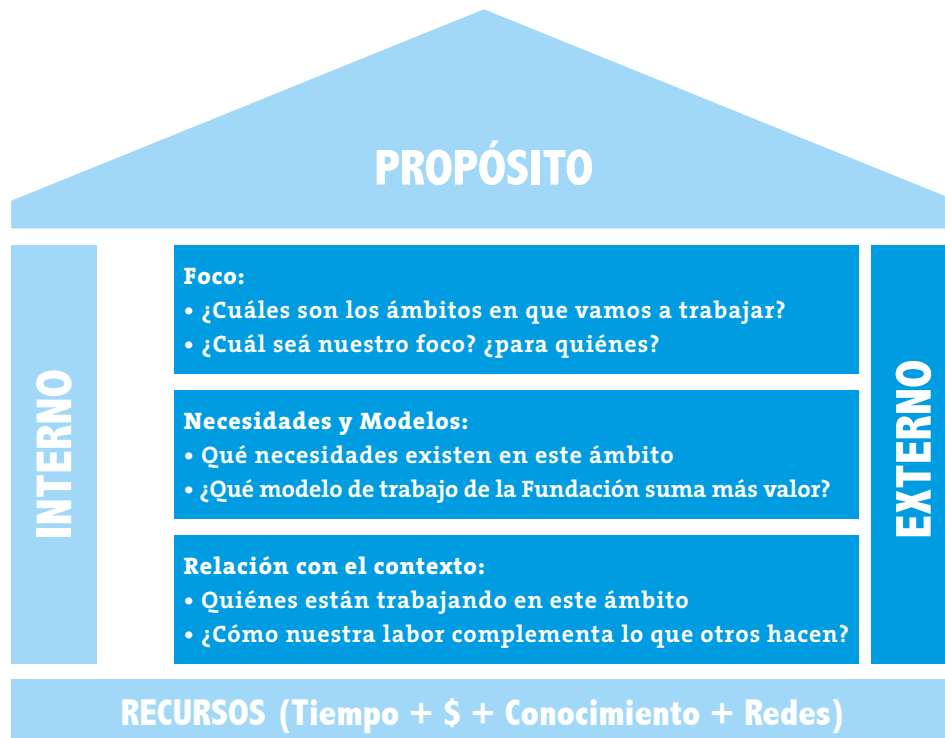 PROPÓSITO
INTERNO
Foco:
• ¿Cuáles son los ámbitos en que vamos a trabajar?
• ¿Cuál seá nuestro foco? ¿para quiénes?
Necesidades y Modelos:
• Qué necesidades existen en este ámbito
• ¿Qué modelo de trabajo de la Fundación suma más valor?
Relación con el contexto:
• Quiénes están trabajando en este ámbito
• ¿Cómo nuestra labor complementa lo que otros hacen?
EXTERNO
RECURSOS (Tiempo + $ + Conocimiento + Redes)